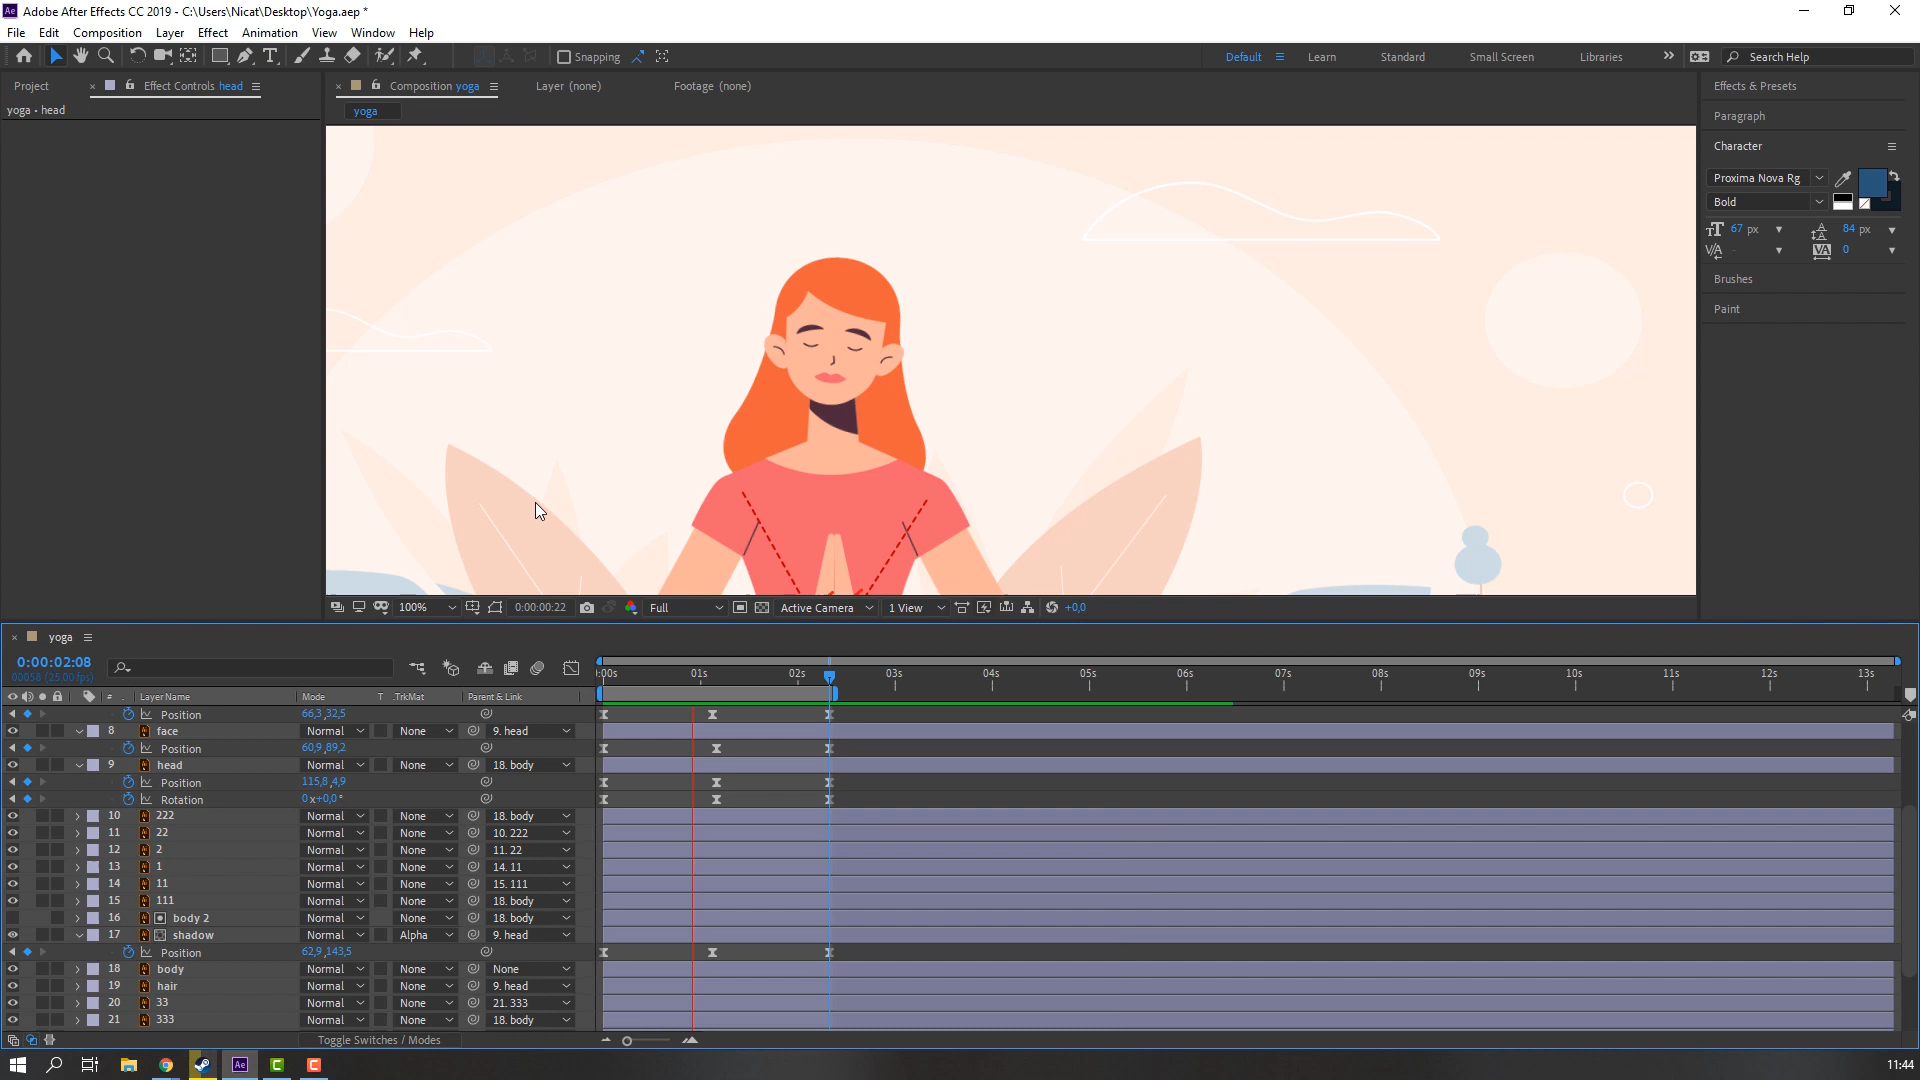 Adobe After Effects CC 2019 - C:\Users\Nicat\Desktop\Yoga.aep *
File Edit Composition Layer Effect Animation View Window Help
Snapping Default Learn Standard Small Screen Libraries Search Help
Project Effect Controls head Composition yoga Layer (none) Footage (none) Effects & Presets
yoga • head yoga Paragraph
Character
Proxima Nova Rg
Bold
67 px 84 px
0
Brushes
Paint
100% 0:00:00:22 Full Active Camera 1 View +0,0
yoga
0:00:02:08
00058 (25.00 fps)
:00s 01s 02s 03s 04s 05s 06s 07s 08s 09s 10s 11s 12s 13s
# Layer Name Mode T .TrkMat Parent & Link
Position 66,3,32,5
8 face Normal None 9. head
Position 60,9,89,2
9 head Normal None 18. body
Position 115,8,4,9
Rotation 0x+0,0°
10 222 Normal None 18. body
11 22 Normal None 10. 222
12 2 Normal None 11. 22
13 1 Normal None 14. 11
14 11 Normal None 15. 111
15 111 Normal None 18. body
16 body 2 Normal 18. body
17 shadow Normal Alpha 9. head
Position 62,9,143,5
18 body Normal None None
19 hair Normal None 9. head
20 33 Normal None 21. 333
21 333 Normal None 18. body
Toggle Switches / Modes
11:44